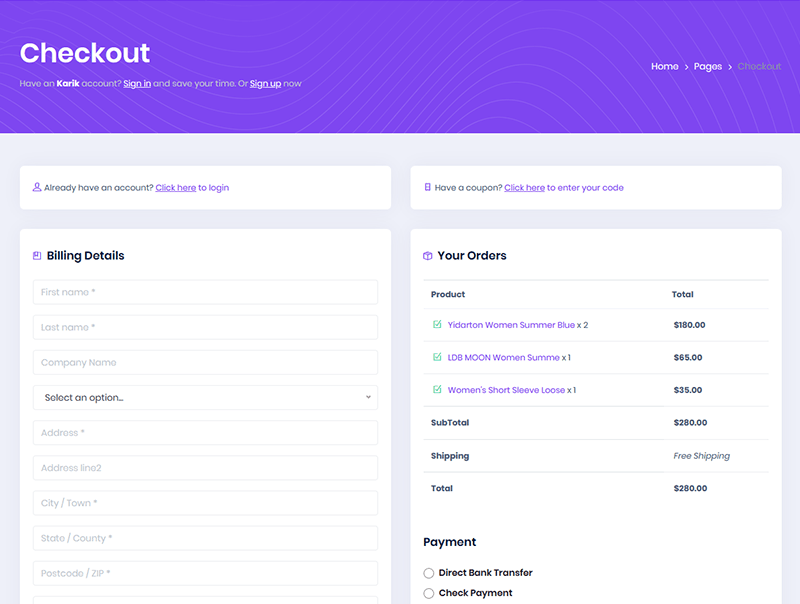 Checkout
Have an Karik account? Sign in and save your time. Or Sign up now
Home > Pages > Checkout
Already have an account? Click here to login
Have a coupon? Click here to enter your code
Billing Details
First name *
Last name *
Company Name
Select an option...
Address *
Address line2
City / Town *
State / County *
Postcode / ZIP *
Your Orders
Product Total
Yidarton Women Summer Blue x 2 $180.00
LDB MOON Women Summe x 1 $65.00
Women's Short Sleeve Loose x 1 $35.00
SubTotal $280.00
Shipping Free Shipping
Total $280.00
Payment
Direct Bank Transfer
Check Payment